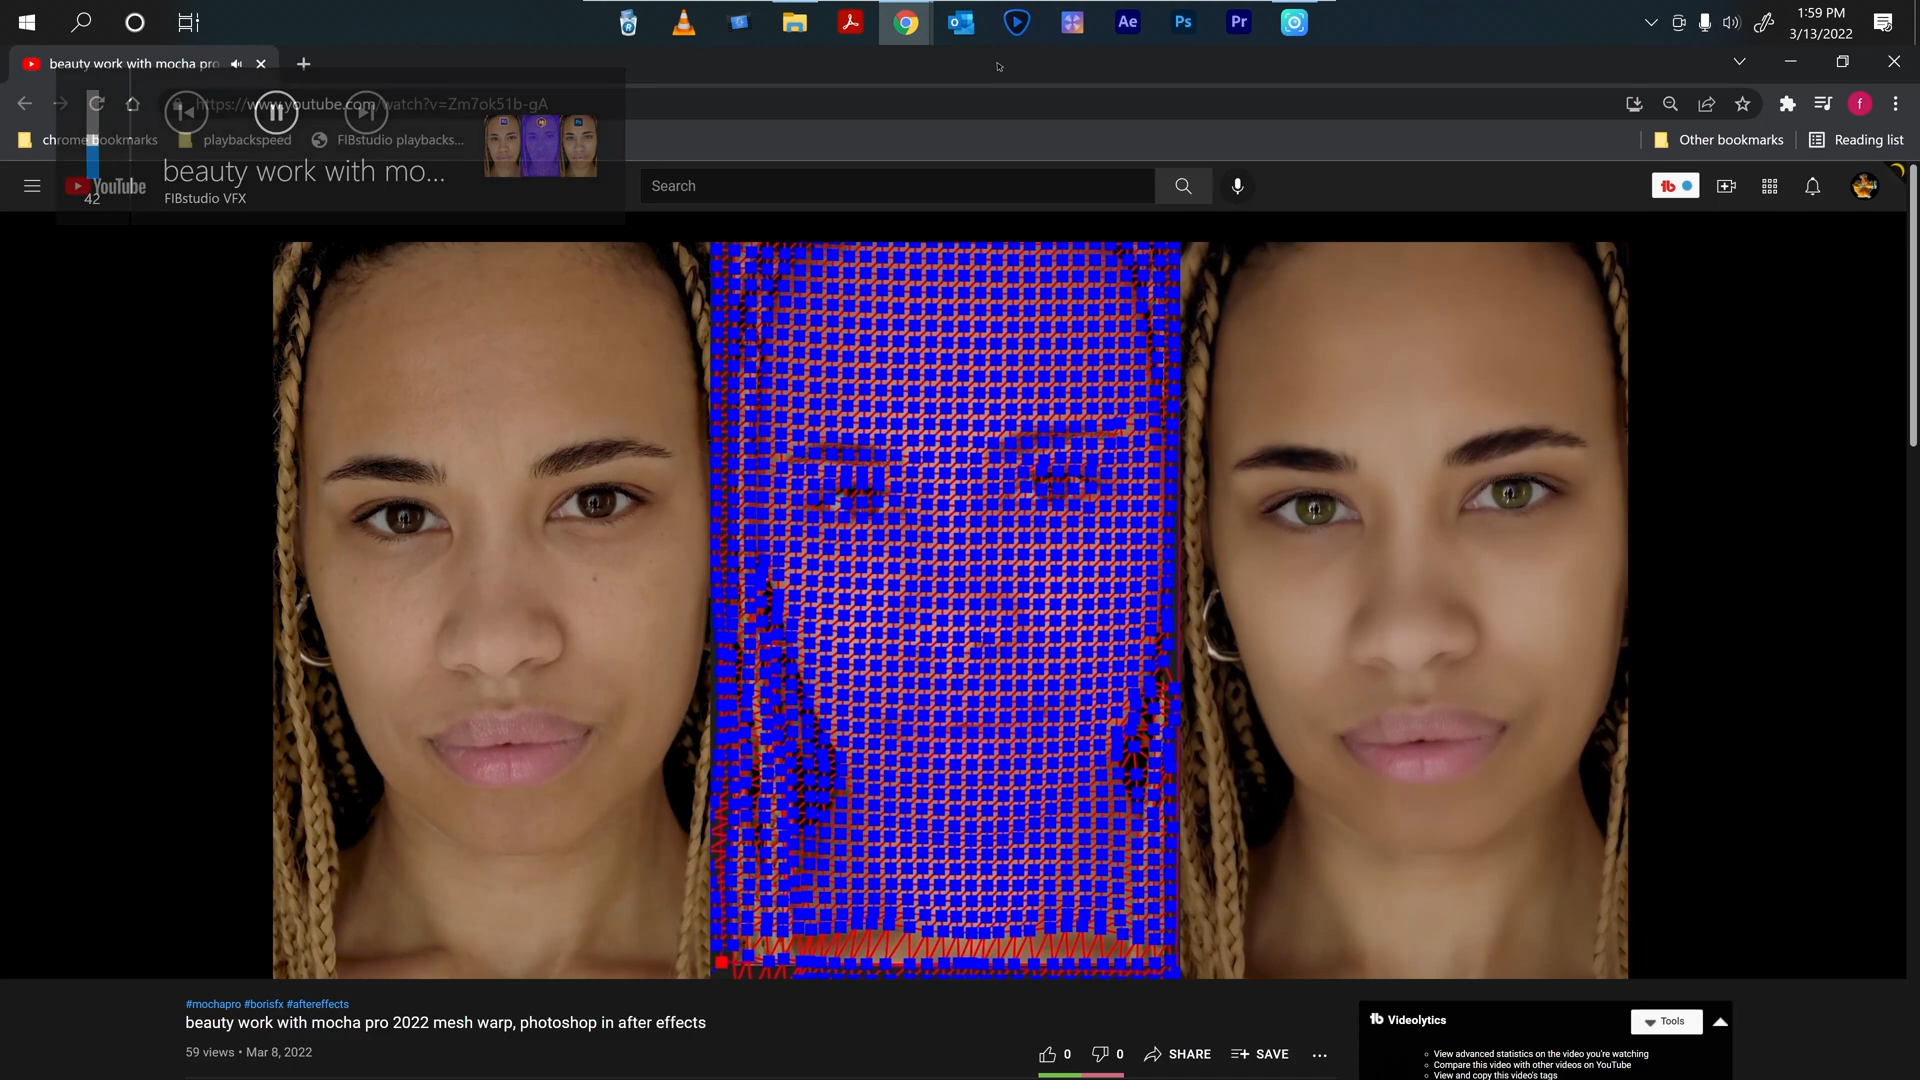 Ae
Ps
Pr
1:59 PM
3/13/2022
beauty work with mocha pro
https://www.youtube.com/watch?v=Zm7ok51b-gA
f
chrome bookmarks
playbackspeed
FIBstudio playbacks...
Other bookmarks
Reading list
beauty work with mo...
YouTube
42
FIBstudio VFX
Search
#mochapro #borisfx #aftereffects
beauty work with mocha pro 2022 mesh warp, photoshop in after effects
59 views • Mar 8, 2022
0
0
SHARE
SAVE
Videolytics
Tools
View advanced statistics on the video you're watching
Compare this video with other videos on YouTube
View and copy this video's tags